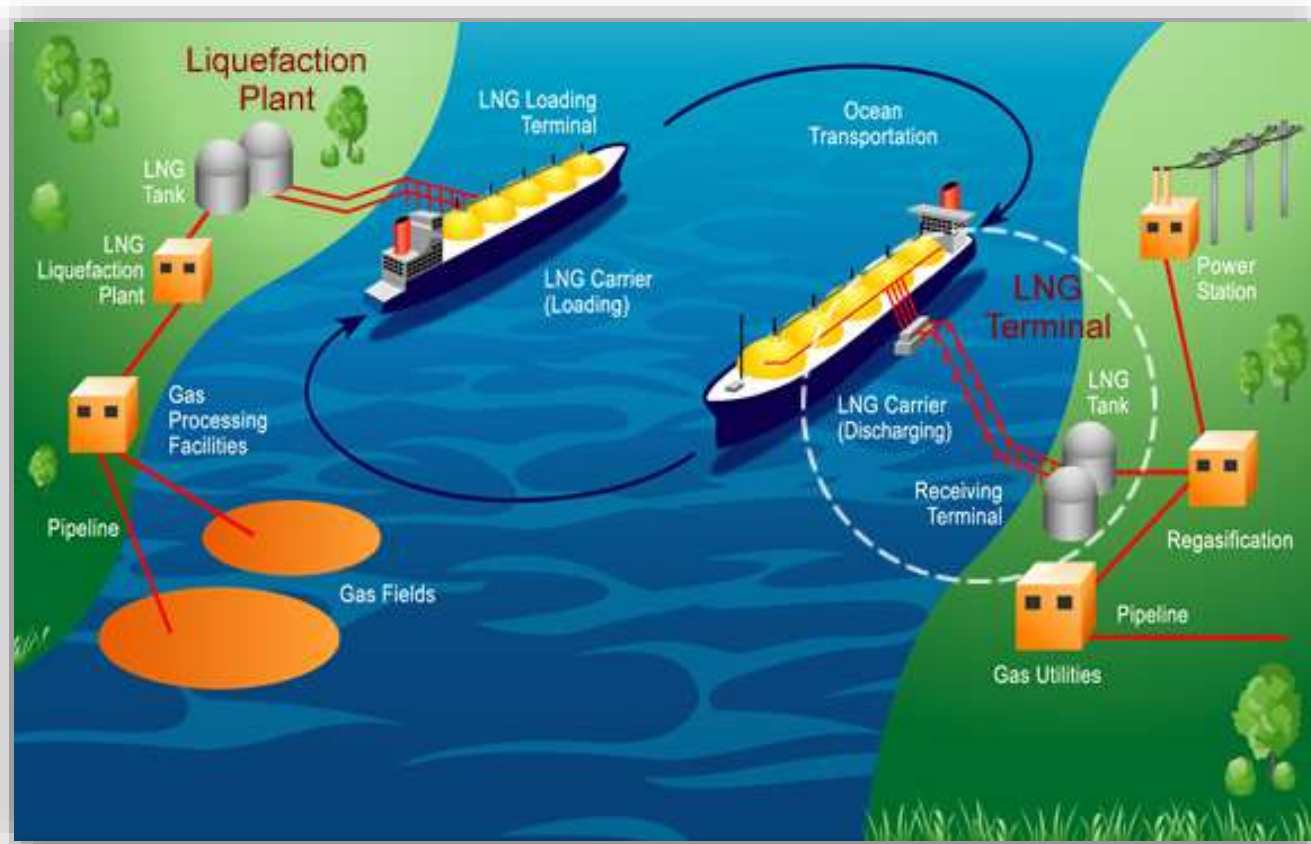 Liquefaction
Plant
LNG
Tank
LNG
Liquefaction
Plant
Gas
Processing
Facilities
Pipeline
Gas Fields
LNG Loading
Terminal
LNG Carrier
(Loading)
Ocean
Transportation
LNG
Terminal
LNG Carrier
(Discharging)
Receiving
Terminal
LNG
Tank
Power
Station
Regasification
Pipeline
Gas Utilities